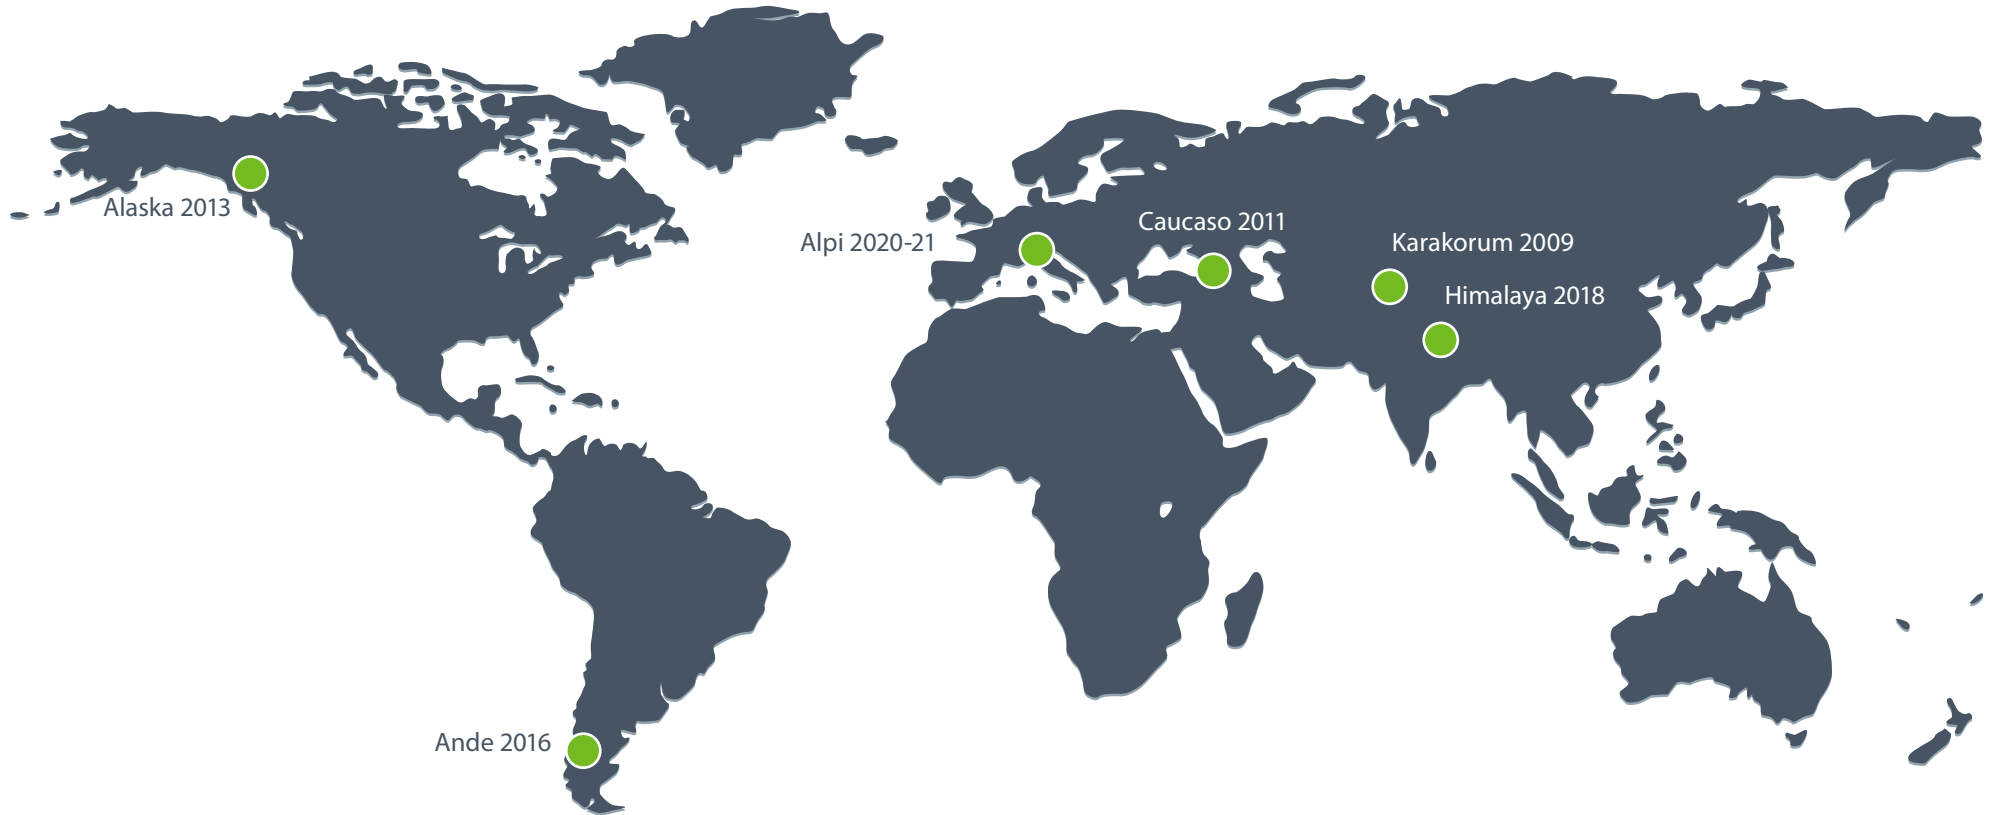 Alaska 2013
Caucaso 2011
Alpi 2020-21
Karakorum 2009
Himalaya 2018
Ande 2016